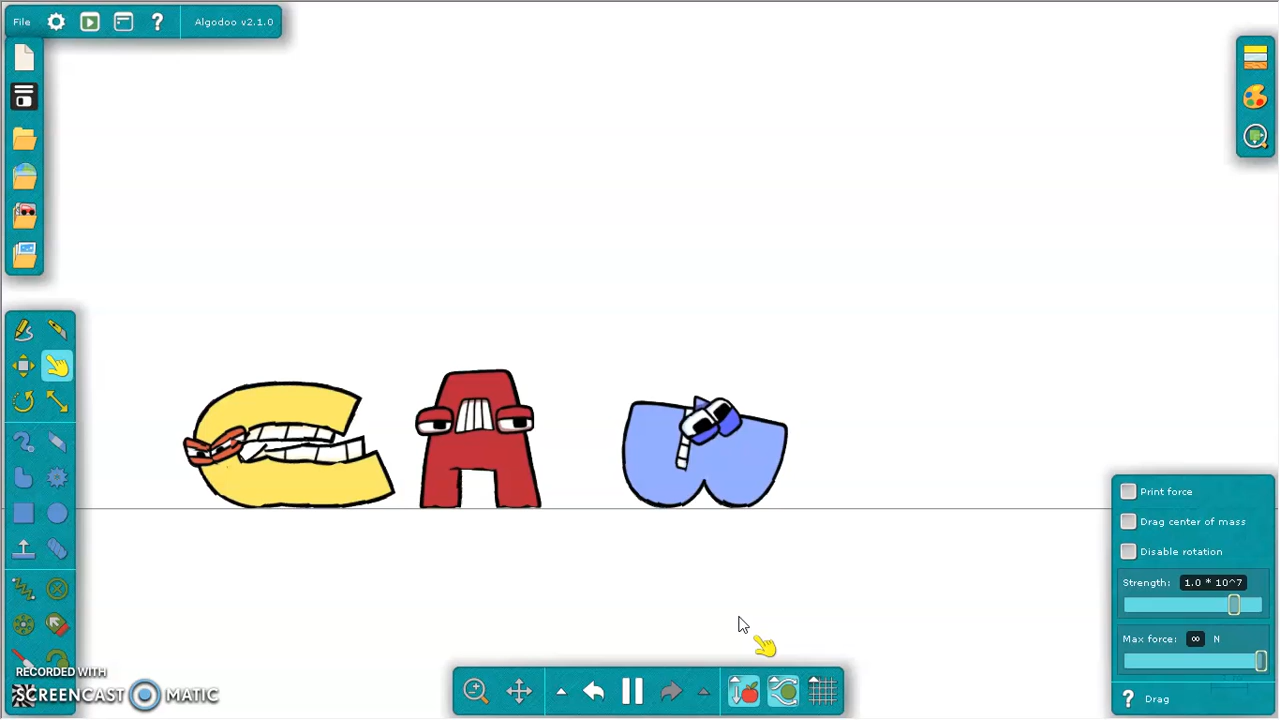 File Algodoo v2.1.0
C A B
Print force
Drag center of mass
Disable rotation
Strength: 1.0 * 10^7
Max force: ∞ N
? Drag
RECORDED WITH
SCREENCAST MATIC